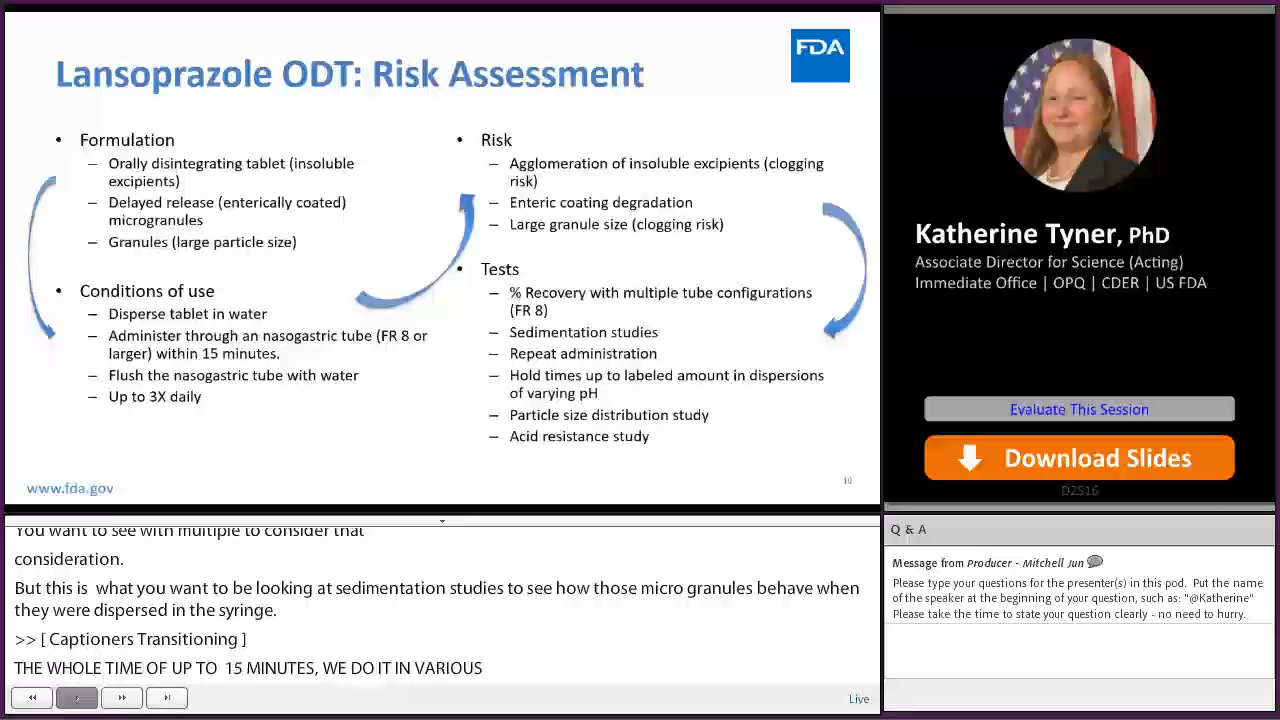 FDA
Lansoprazole ODT: Risk Assessment
• Formulation
– Orally disintegrating tablet (insoluble
excipients)
– Delayed release (enterically coated)
microgranules
– Granules (large particle size)
• Conditions of use
– Disperse tablet in water
– Administer through an nasogastric tube (FR 8 or
larger) within 15 minutes.
– Flush the nasogastric tube with water
– Up to 3X daily
• Risk
– Agglomeration of insoluble excipients (clogging
risk)
– Enteric coating degradation
– Large granule size (clogging risk)
• Tests
– % Recovery with multiple tube configurations
(FR 8)
– Sedimentation studies
– Repeat administration
– Hold times up to labeled amount in dispersions
of varying pH
– Particle size distribution study
– Acid resistance study
www.fda.gov
10
Katherine Tyner, PhD
Associate Director for Science (Acting)
Immediate Office | OPQ | CDER | US FDA
Evaluate This Session
Download Slides
D2S16
You want to see with multiple to consider that
consideration.
But this is what you want to be looking at sedimentation studies to see how those micro granules behave when
they were dispersed in the syringe.
>> [ Captioners Transitioning ]
THE WHOLE TIME OF UP TO 15 MINUTES, WE DO IT IN VARIOUS
Live
Q & A
Message from Producer - Mitchell Jun
Please type your questions for the presenter(s) in this pod. Put the name
of the speaker at the beginning of your question, such as: "@Katherine"
Please take the time to state your question clearly - no need to hurry.